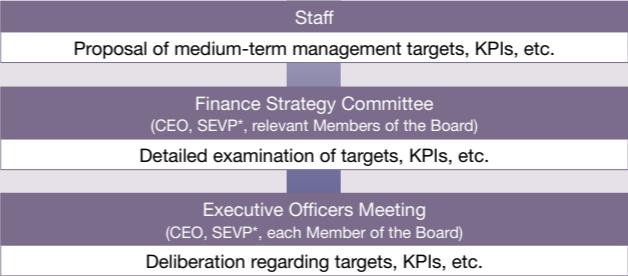 Staff
Proposal of medium-term management targets, KPIs, etc.
Finance Strategy Committee
(CEO, SEVP*, relevant Members of the Board)
Detailed examination of targets, KPIs, etc.
Executive Officers Meeting
(CEO, SEVP*, each Member of the Board)
Deliberation regarding targets, KPIs, etc.